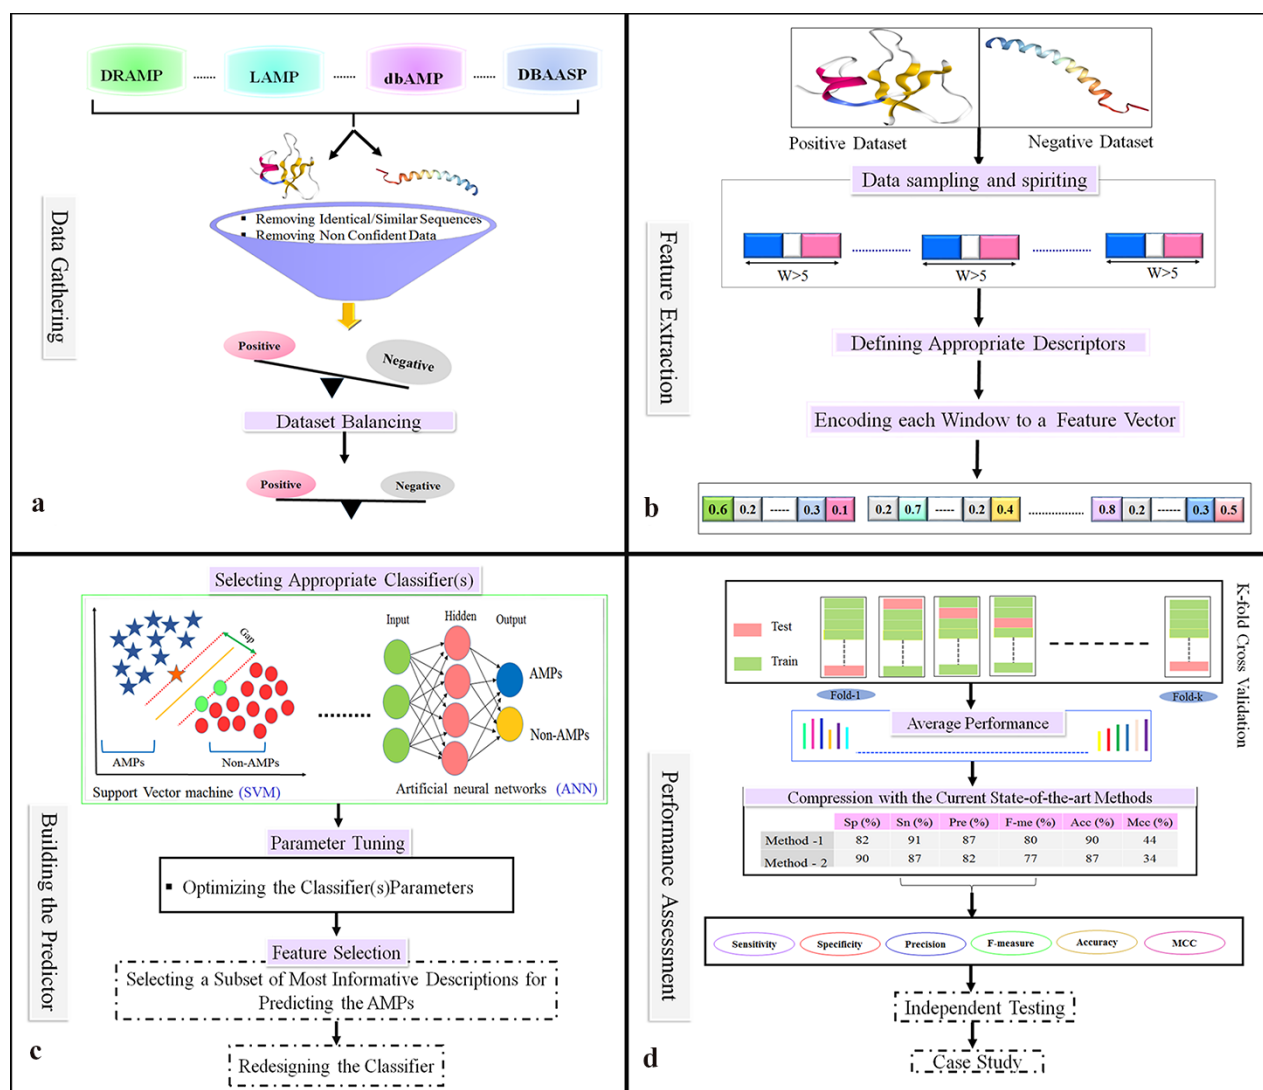 DRAMP ...... LAMP ...... dbAMP ...... DBAASP
▪ Removing Identical/Similar Sequences
▪ Removing Non Confident Data
Positive
Negative
Dataset Balancing
Positive
Negative
Data Gathering
a
Positive Dataset
Negative Dataset
Data sampling and spiriting
W>5
W>5
W>5
Defining Appropriate Descriptors
Encoding each Window to a Feature Vector
0.6 0.2 ----- 0.3 0.1
0.2 0.7 ----- 0.2 0.4
0.8 0.2 ------ 0.3 0.5
Feature Extraction
b
Selecting Appropriate Classifier(s)
Gap
AMPs
Non-AMPs
Support Vector machine (SVM)
Input
Hidden
Output
AMPs
Non-AMPs
Artificial neural networks (ANN)
Parameter Tuning
▪ Optimizing the Classifier(s)Parameters
Feature Selection
Selecting a Subset of Most Informative Descriptions for
Predicting the AMPs
Redesigning the Classifier
Building the Predictor
c
Test
Train
Fold-1
Fold-k
K-fold Cross Validation
Average Performance
Compression with the Current State-of-the-art Methods
Sp (%) Sn (%) Pre (%) F-me (%) Acc (%) Mcc (%)
Method -1 82 91 87 80 90 44
Method - 2 90 87 82 77 87 34
Sensitivity
Specificity
Precision
F-measure
Accuracy
MCC
Independent Testing
Case Study
Performance Assessment
d